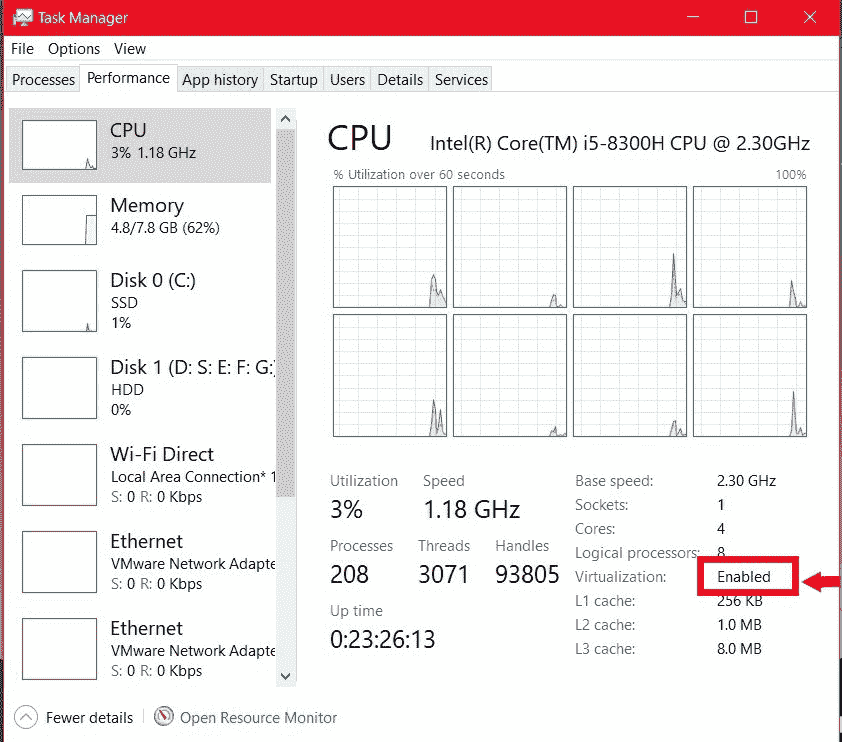 Task Manager
File Options View
Processes Performance App history Startup Users Details Services
CPU
3% 1.18 GHz
Memory
4.8/7.8 GB (62%)
Disk 0 (C:)
SSD
1%
Disk 1 (D: S: E: F: G:)
HDD
0%
Wi-Fi Direct
Local Area Connection* 1
S: 0 R: 0 Kbps
Ethernet
VMware Network Adapte
S: 0 R: 0 Kbps
Ethernet
VMware Network Adapte
S: 0 R: 0 Kbps
CPU Intel(R) Core(TM) i5-8300H CPU @ 2.30GHz
% Utilization over 60 seconds 100%
Utilization Speed
3% 1.18 GHz
Processes Threads Handles
208 3071 93805
Up time
0:23:26:13
Base speed: 2.30 GHz
Sockets: 1
Cores: 4
Logical processors: 8
Virtualization: Enabled
L1 cache: 256 KB
L2 cache: 1.0 MB
L3 cache: 8.0 MB
Fewer details Open Resource Monitor